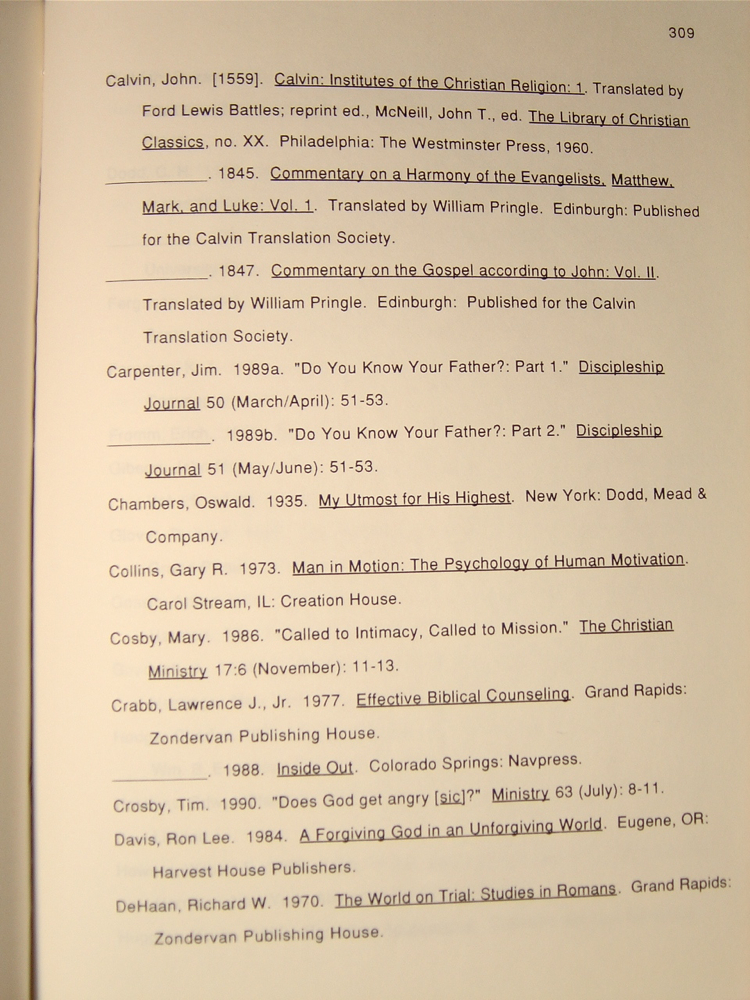 309
Calvin, John. [1559]. Calvin: Institutes of the Christian Religion: 1. Translated by
Ford Lewis Battles; reprint ed., McNeill, John T., ed. The Library of Christian
Classics, no. XX. Philadelphia: The Westminster Press, 1960.
__________. 1845. Commentary on a Harmony of the Evangelists, Matthew,
Mark, and Luke: Vol. 1. Translated by William Pringle. Edinburgh: Published
for the Calvin Translation Society.
__________. 1847. Commentary on the Gospel according to John: Vol. II.
Translated by William Pringle. Edinburgh: Published for the Calvin
Translation Society.
Carpenter, Jim. 1989a. "Do You Know Your Father?: Part 1." Discipleship
Journal 50 (March/April): 51-53.
__________. 1989b. "Do You Know Your Father?: Part 2." Discipleship
Journal 51 (May/June): 51-53.
Chambers, Oswald. 1935. My Utmost for His Highest. New York: Dodd, Mead &
Company.
Collins, Gary R. 1973. Man in Motion: The Psychology of Human Motivation.
Carol Stream, IL: Creation House.
Cosby, Mary. 1986. "Called to Intimacy, Called to Mission." The Christian
Ministry 17:6 (November): 11-13.
Crabb, Lawrence J., Jr. 1977. Effective Biblical Counseling. Grand Rapids:
Zondervan Publishing House.
__________. 1988. Inside Out. Colorado Springs: Navpress.
Crosby, Tim. 1990. "Does God get angry [sic]?" Ministry 63 (July): 8-11.
Davis, Ron Lee. 1984. A Forgiving God in an Unforgiving World. Eugene, OR:
Harvest House Publishers.
DeHaan, Richard W. 1970. The World on Trial: Studies in Romans. Grand Rapids:
Zondervan Publishing House.